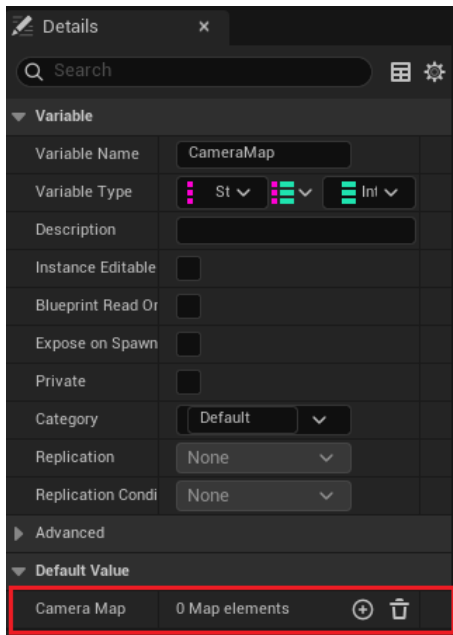 Details
Search
Variable
Variable Name CameraMap
Variable Type St Int
Description
Instance Editable
Blueprint Read Or
Expose on Spawn
Private
Category Default
Replication None
Replication Condi None
Advanced
Default Value
Camera Map 0 Map elements